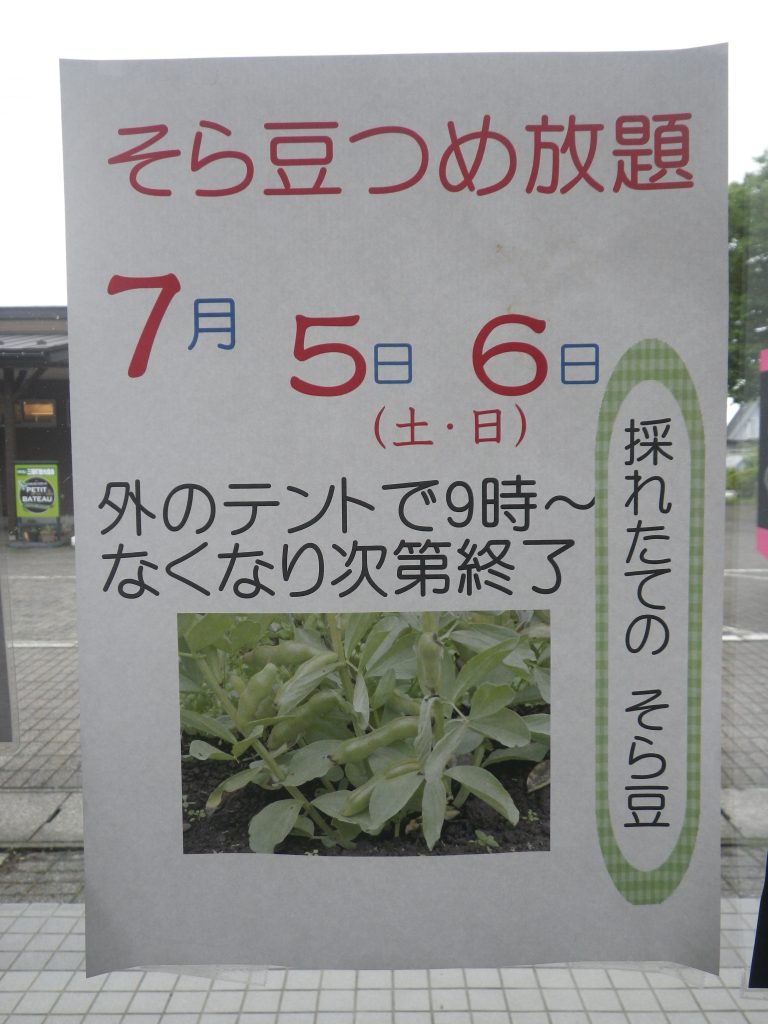 そら豆つめ放題
7月 5日 6日
(土・日)
外のテントで9時～
なくなり次第終了
採れたての そら豆
PETIT
BATEAU